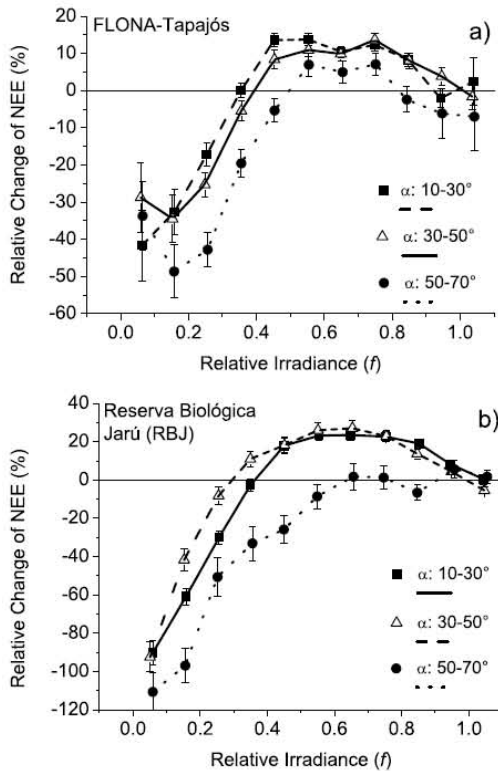 FLONA-Tapajós
a)
Relative Change of NEE (%)
20
10
0
-10
-20
-30
-40
-50
-60
α: 10-30°
α: 30-50°
α: 50-70°
0.0 0.2 0.4 0.6 0.8 1.0
Relative Irradiance (f)
Reserva Biológica
Jarú (RBJ)
b)
Relative Change of NEE (%)
40
20
0
-20
-40
-60
-80
-100
-120
α: 10-30°
α: 30-50°
α: 50-70°
0.0 0.2 0.4 0.6 0.8 1.0
Relative Irradiance (f)